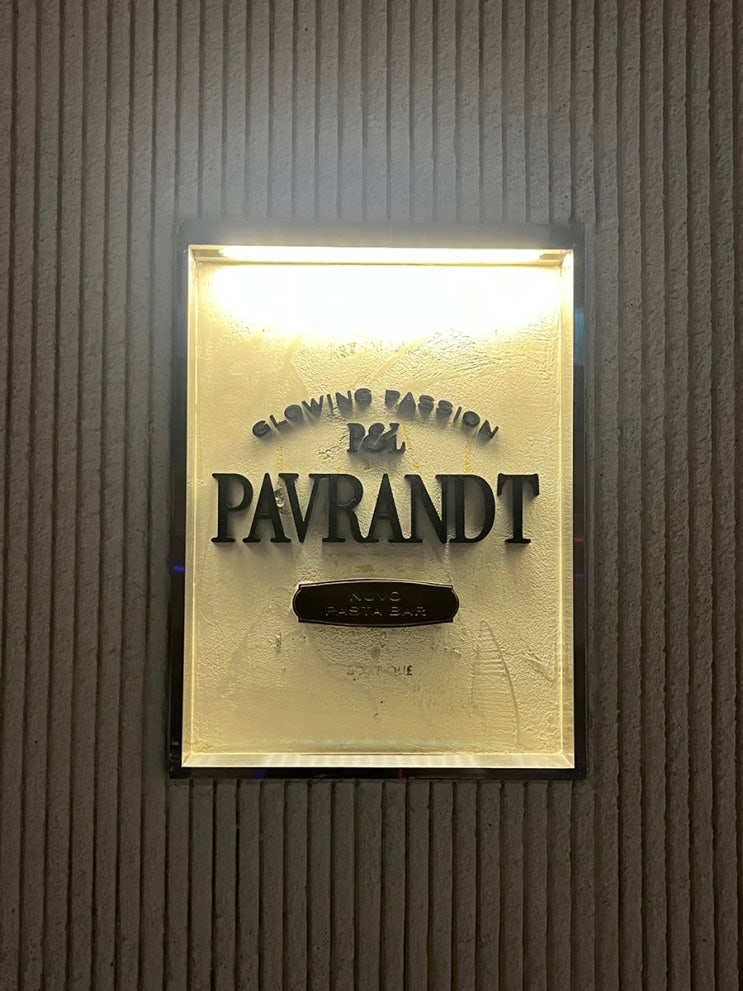 GLOWING PASSION
P&L
PAVRANDT
NUVO
PASTA BAR